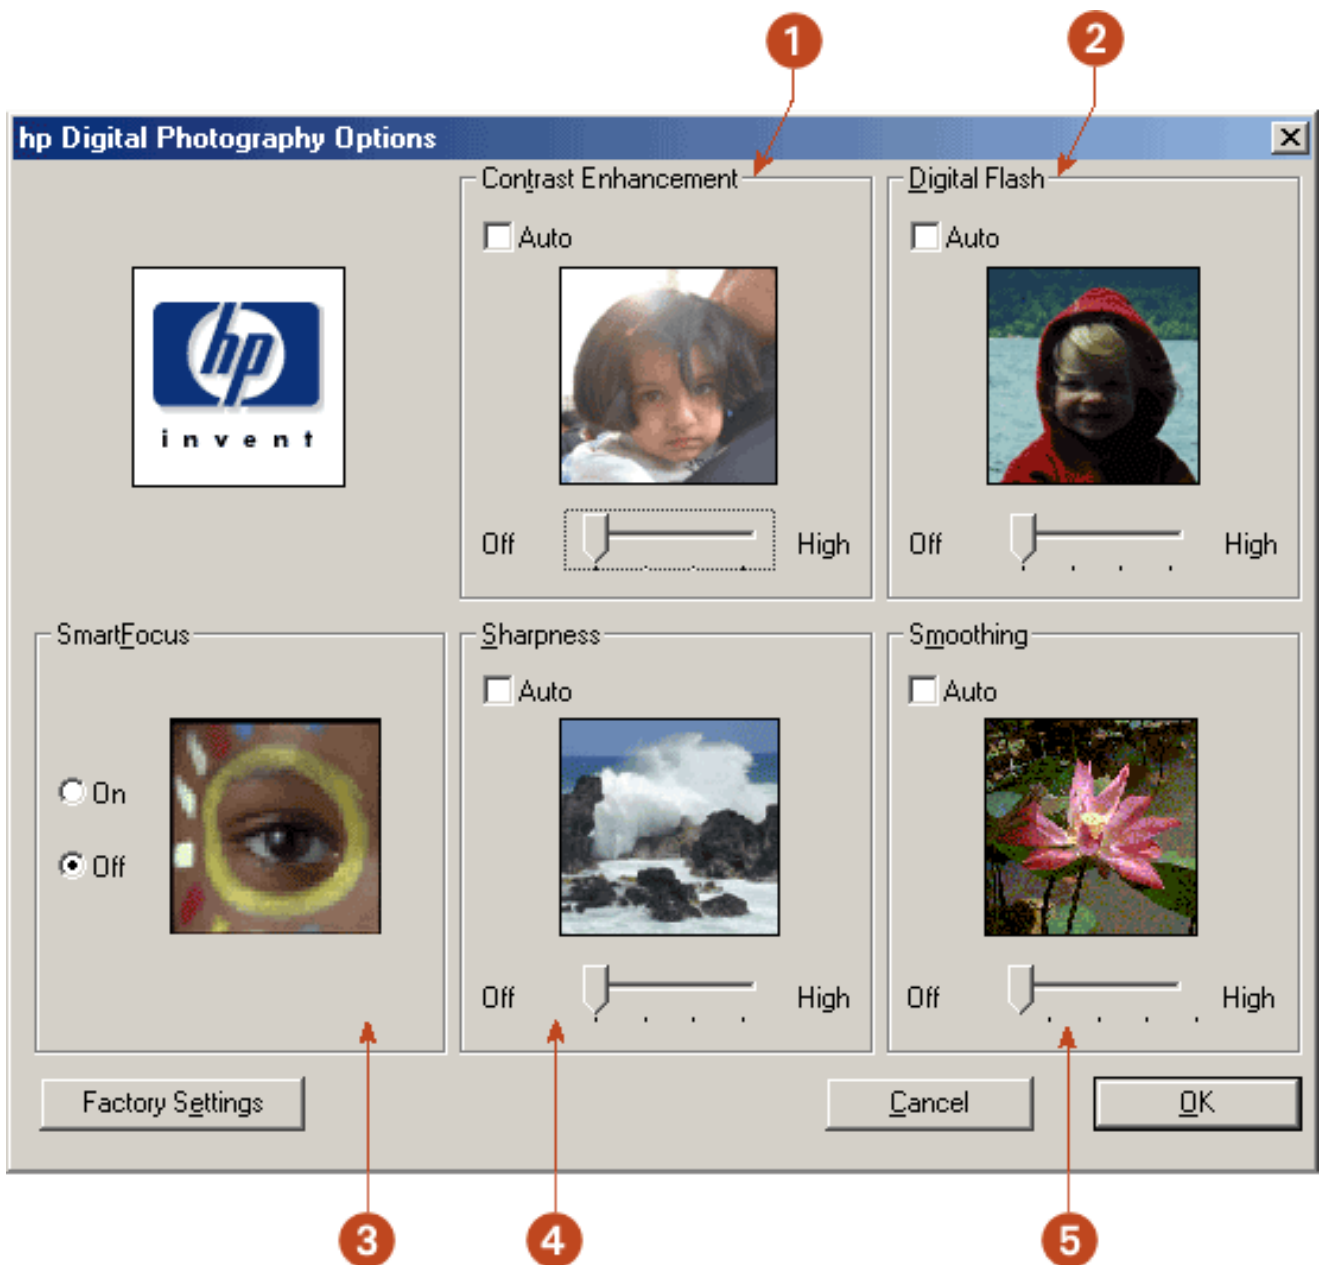 1
2
hp Digital Photography Options
Contrast Enhancement
Digital Flash
Auto
Auto
hp
invent
Off
High
Off
High
SmartFocus
Sharpness
Smoothing
Auto
Auto
On
Off
Off
High
Off
High
Factory Settings
Cancel
OK
3
4
5